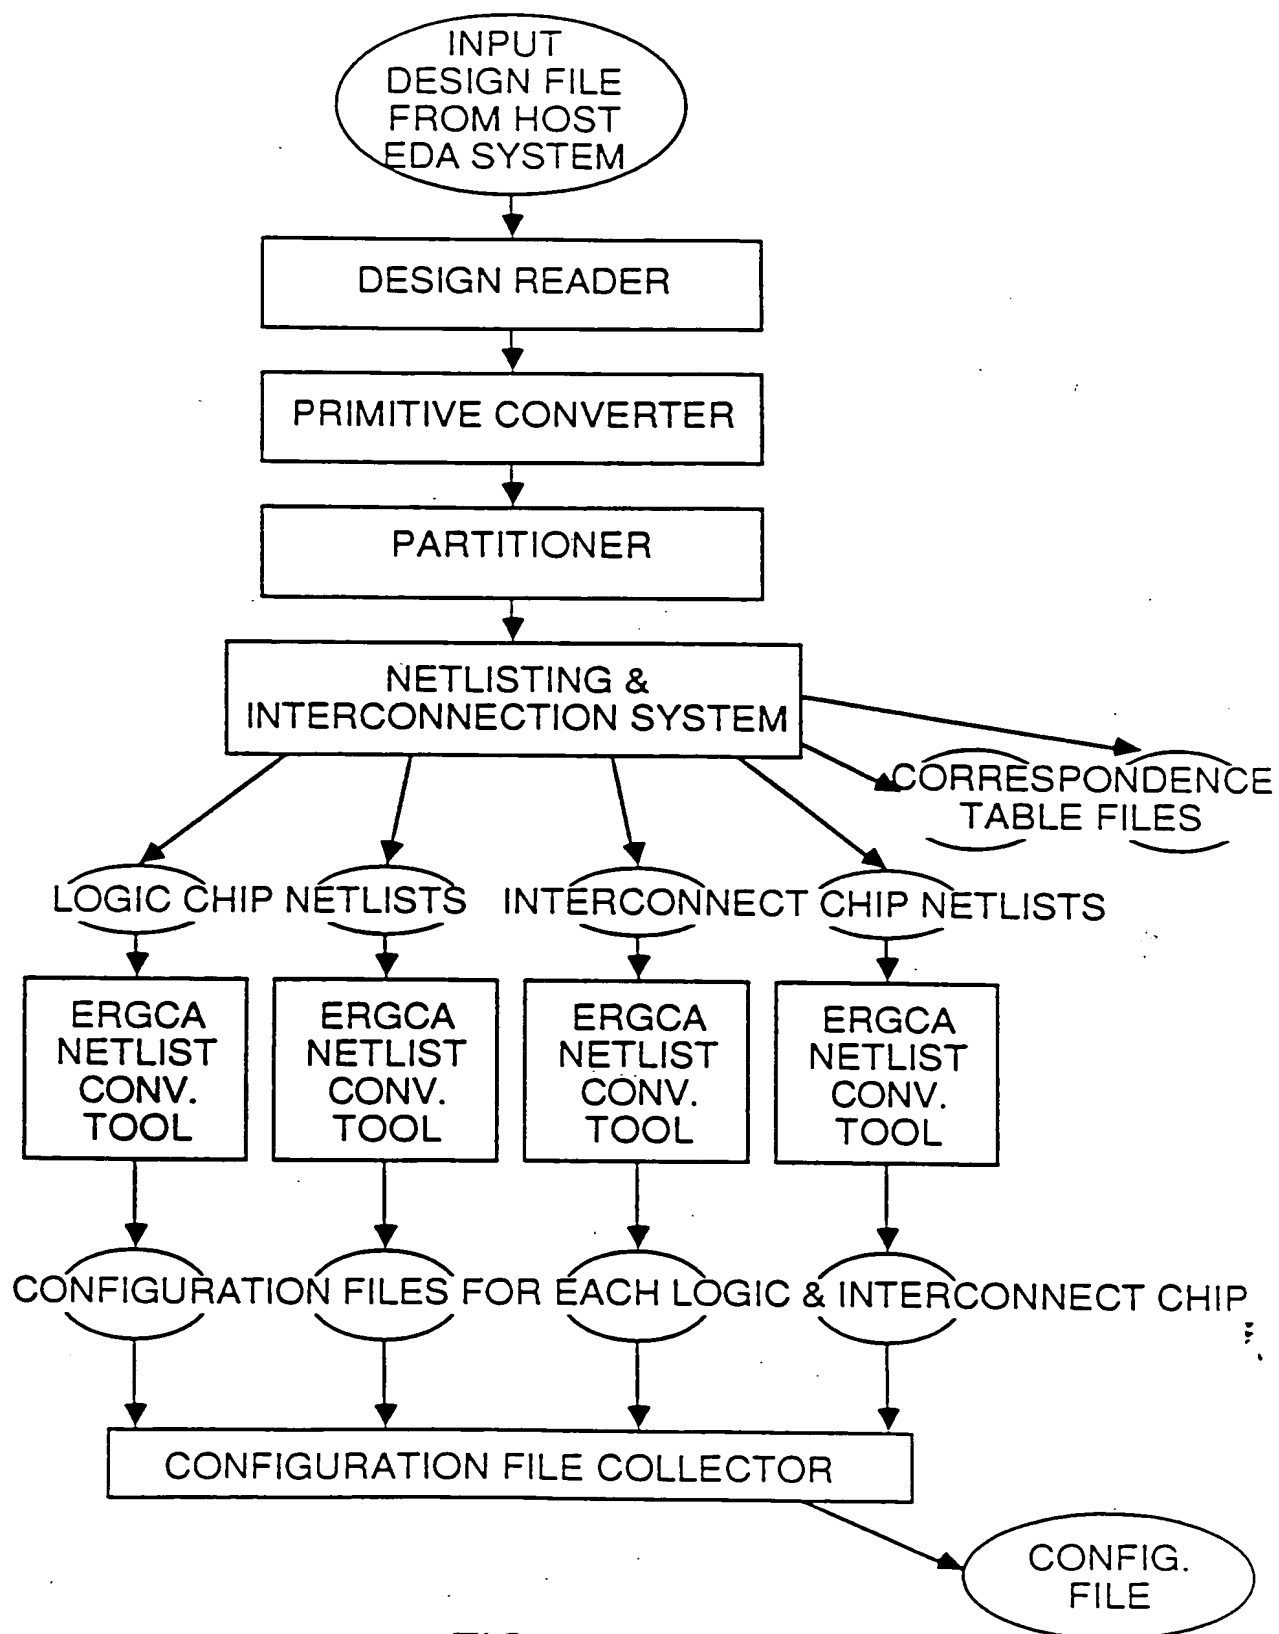 INPUT
DESIGN FILE
FROM HOST
EDA SYSTEM
DESIGN READER
PRIMITIVE CONVERTER
PARTITIONER
NETLISTING &
INTERCONNECTION SYSTEM
CORRESPONDENCE
TABLE FILES
LOGIC CHIP NETLISTS
INTERCONNECT CHIP NETLISTS
ERGCA
NETLIST
CONV.
TOOL
ERGCA
NETLIST
CONV.
TOOL
ERGCA
NETLIST
CONV.
TOOL
ERGCA
NETLIST
CONV.
TOOL
CONFIGURATION FILES FOR EACH LOGIC & INTERCONNECT CHIP
CONFIGURATION FILE COLLECTOR
CONFIG.
FILE